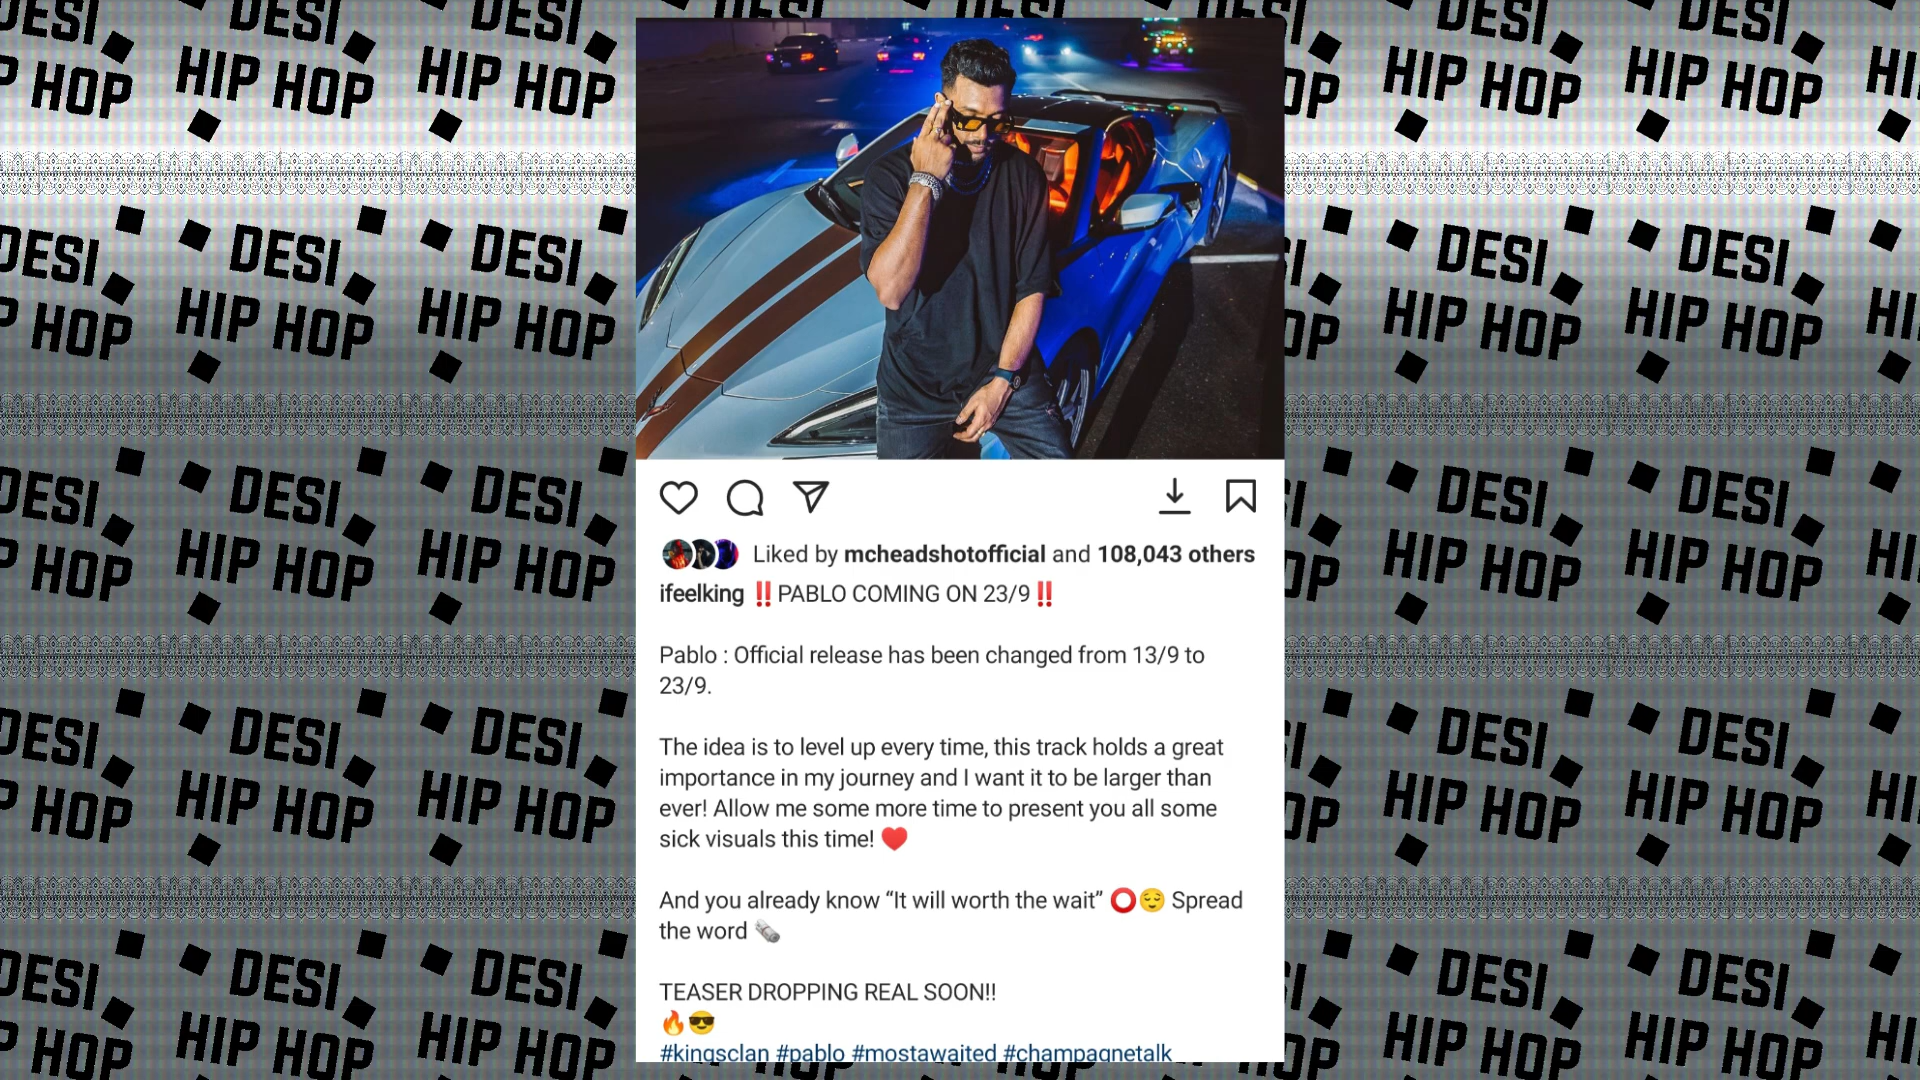 DESI HIP HOP
Liked by mcheadshotofficial and 108,043 others
ifeelking ‼️PABLO COMING ON 23/9‼️
Pablo : Official release has been changed from 13/9 to
23/9.
The idea is to level up every time, this track holds a great
importance in my journey and I want it to be larger than
ever! Allow me some more time to present you all some
sick visuals this time! ♥️
And you already know “It will worth the wait” ⭕😌 Spread
the word 🗞️
TEASER DROPPING REAL SOON!!
🔥😎
#kingsclan #pablo #mostawaited #champagnetalk